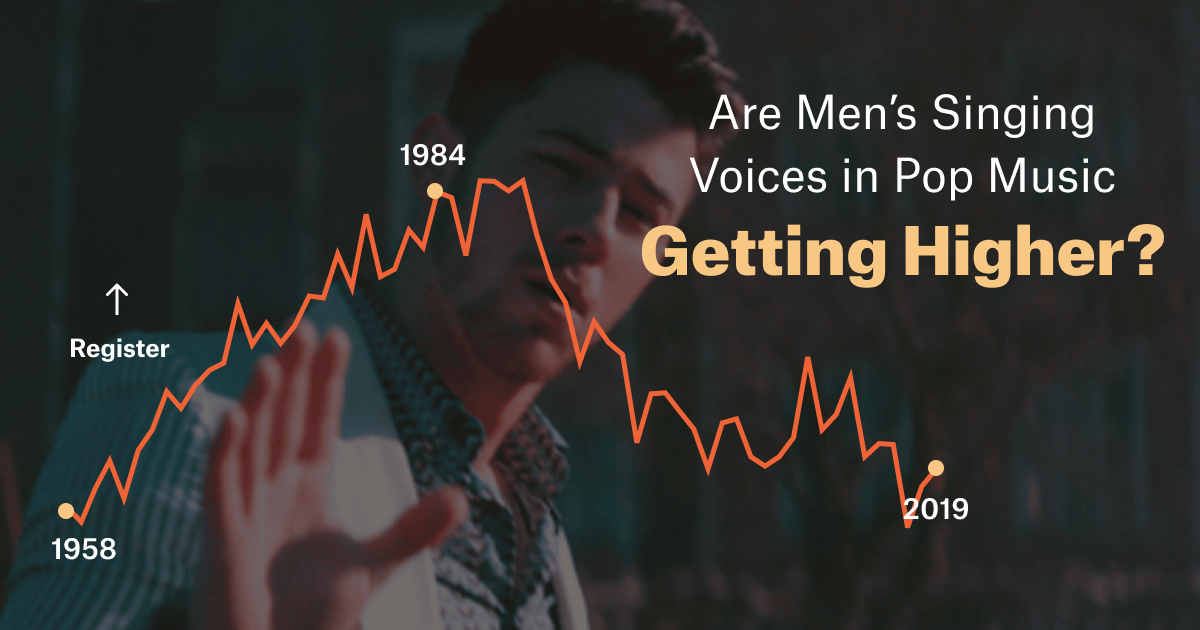 Are Men’s Singing
Voices in Pop Music
Getting Higher?
1984
↑
Register
1958
2019